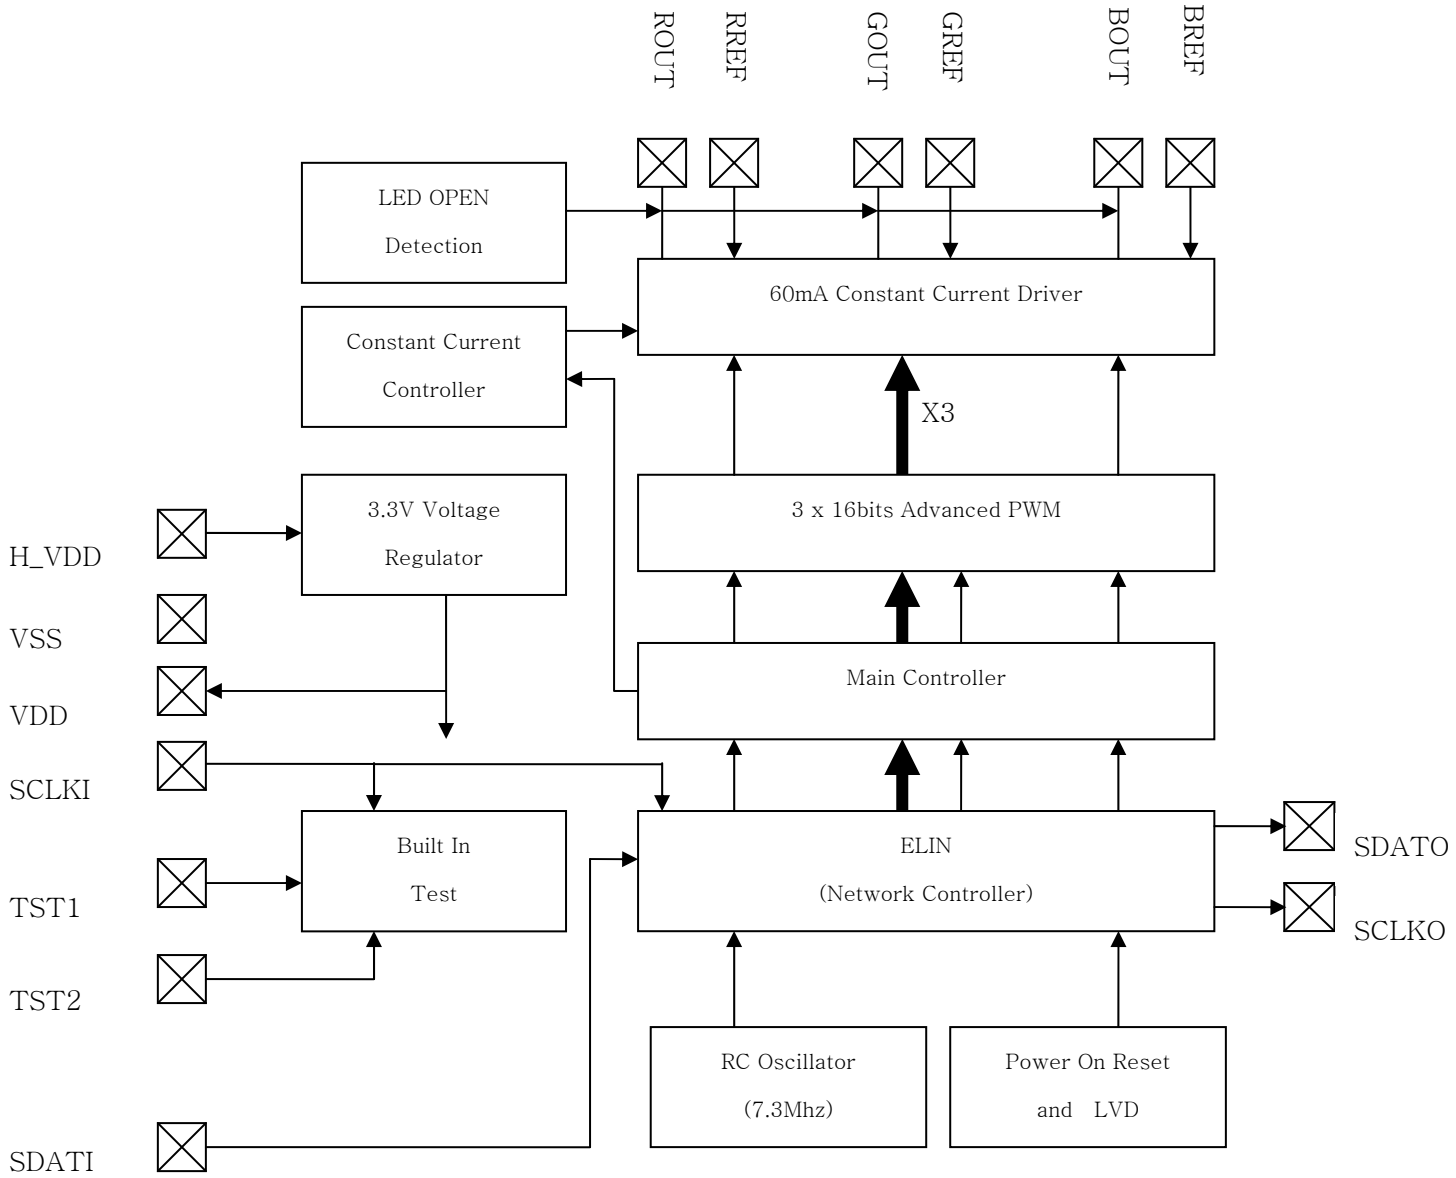 ROUT
RREF
GOUT
GREF
BOUT
BREF
LED OPEN
Detection
60mA Constant Current Driver
Constant Current
Controller
X3
3.3V Voltage
Regulator
3 x 16bits Advanced PWM
H_VDD
VSS
Main Controller
VDD
SCLKI
Built In
Test
ELIN
(Network Controller)
SDATO
TST1
SCLKO
TST2
RC Oscillator
(7.3Mhz)
Power On Reset
and LVD
SDATI